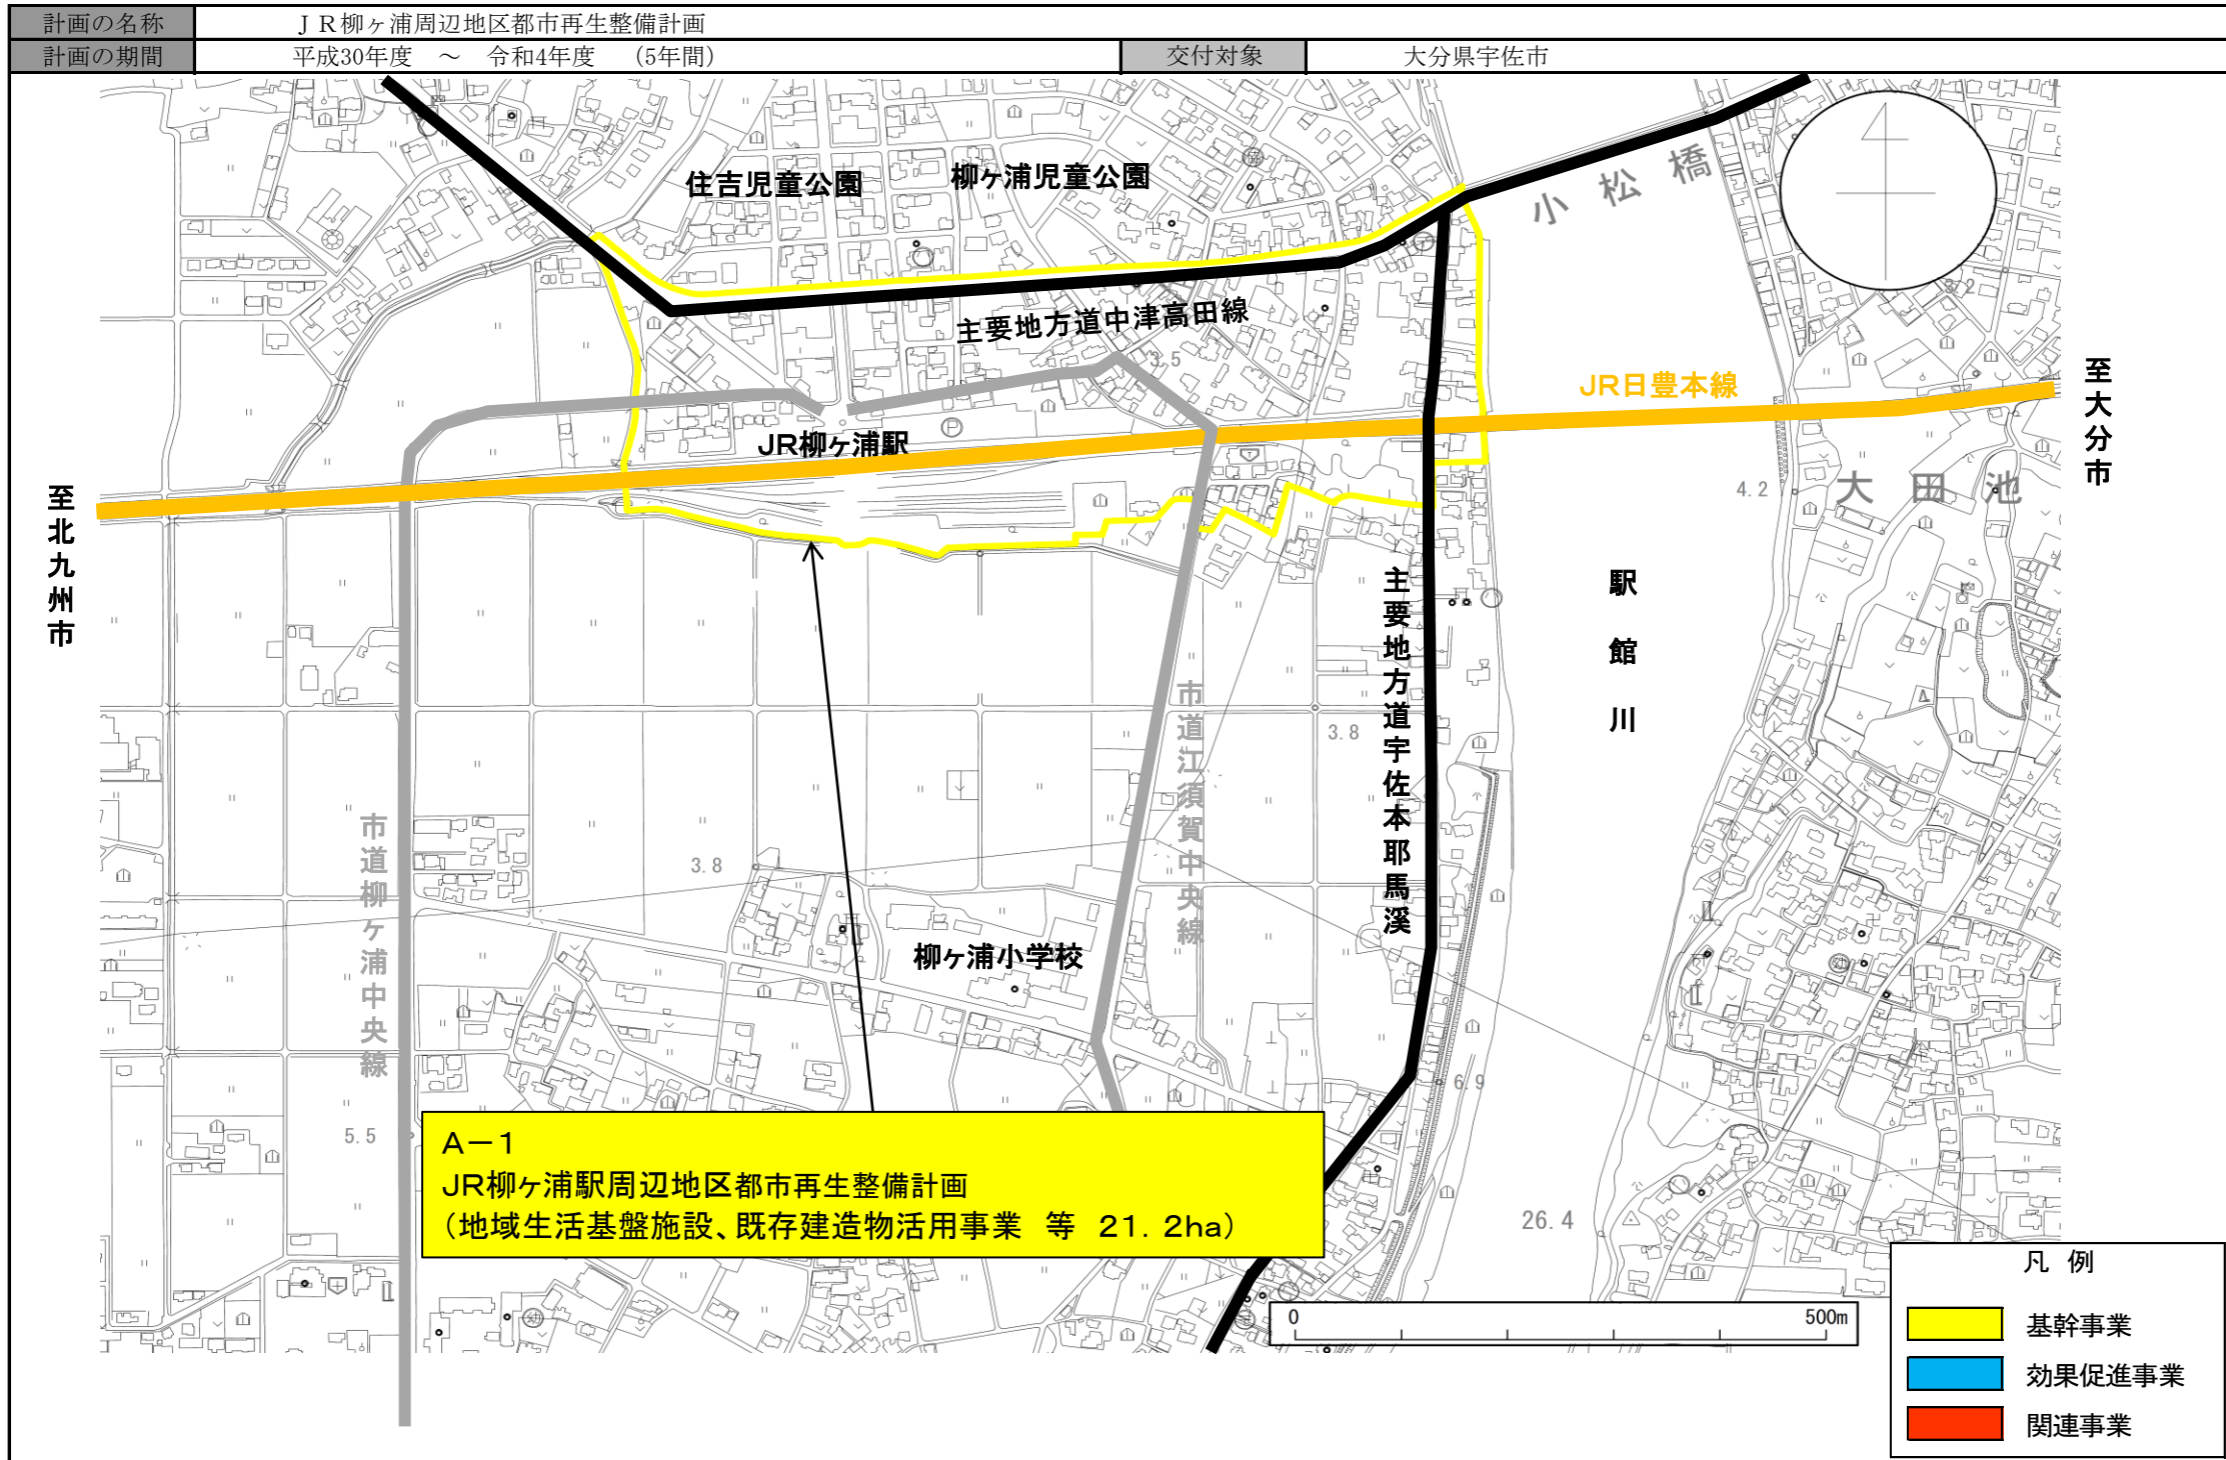 計画の名称
ＪＲ柳ヶ浦周辺地区都市再生整備計画
計画の期間
平成30年度　～　令和4年度　（5年間）
交付対象
大分県宇佐市
住吉児童公園
柳ヶ浦児童公園
小松橋
主要地方道中津高田線
3.5
3.2
JR日豊本線
至大分市
JR柳ヶ浦駅
P
4.2
大田池
至北九州市
駅館川
主要地方道宇佐本耶馬溪
市道江須賀中央線
3.8
市道柳ヶ浦中央線
3.8
柳ヶ浦小学校
6.9
5.5
A－1
JR柳ヶ浦駅周辺地区都市再生整備計画
（地域生活基盤施設、既存建造物活用事業　等　21.2ha）
26.4
0
500m
凡 例
基幹事業
効果促進事業
関連事業